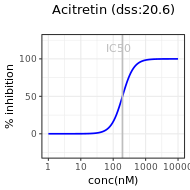 Acitretin (dss:20.6)
IC50
% inhibition
100
50
0
1 10 100 1000 10000
conc(nM)